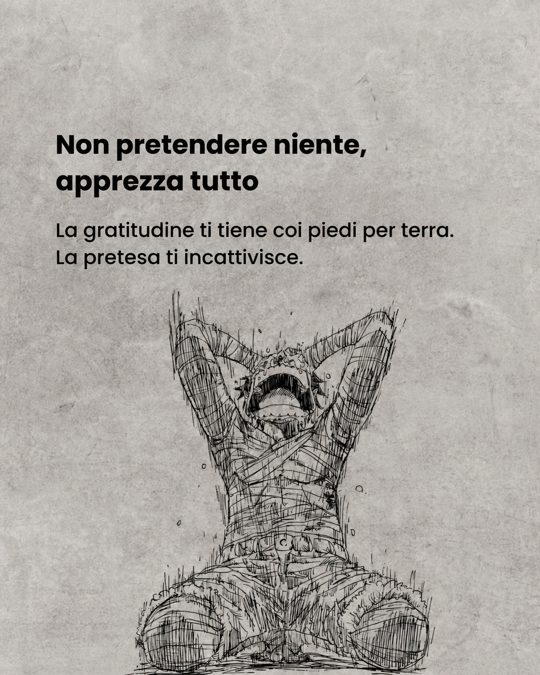 Non pretendere niente,
apprezza tutto
La gratitudine ti tiene coi piedi per terra.
La pretesa ti incattivisce.